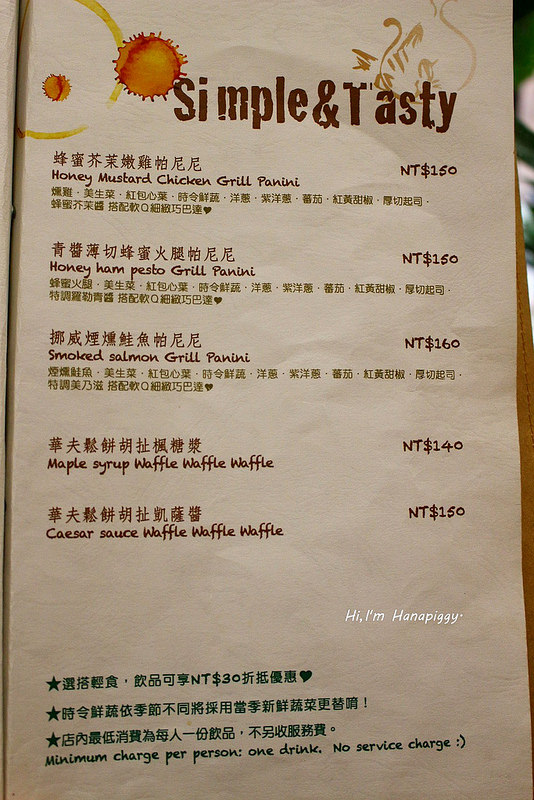 Simple&Tasty
蜂蜜芥茉嫩雞帕尼尼 NT$150
Honey Mustard Chicken Grill Panini
燻雞．美生菜．紅包心葉．時令鮮蔬．洋蔥．紫洋蔥．蕃茄．紅黃甜椒．厚切起司．
蜂蜜芥茉醬 搭配軟Q細緻巧巴達♥
青醬薄切蜂蜜火腿帕尼尼 NT$150
Honey ham pesto Grill Panini
蜂蜜火腿．美生菜．紅包心葉．時令鮮蔬．洋蔥．紫洋蔥．蕃茄．紅黃甜椒．厚切起司．
特調羅勒青醬 搭配軟Q細緻巧巴達♥
挪威煙燻鮭魚帕尼尼 NT$160
Smoked salmon Grill Panini
煙燻鮭魚．美生菜．紅包心葉．時令鮮蔬．洋蔥．紫洋蔥．蕃茄．紅黃甜椒．厚切起司．
特調美乃滋 搭配軟Q細緻巧巴達♥
華夫鬆餅胡扯楓糖漿 NT$140
Maple syrup Waffle Waffle Waffle
華夫鬆餅胡扯凱薩醬 NT$150
Caesar sauce Waffle Waffle Waffle
Hi,I'm Hanapiggy.
★選搭輕食，飲品可享NT$30折抵優惠♥
★時令鮮蔬依季節不同將採用當季新鮮蔬菜更替唷！
★店內最低消費為每人一份飲品，不另收服務費。
Minimum charge per person: one drink. No service charge :)